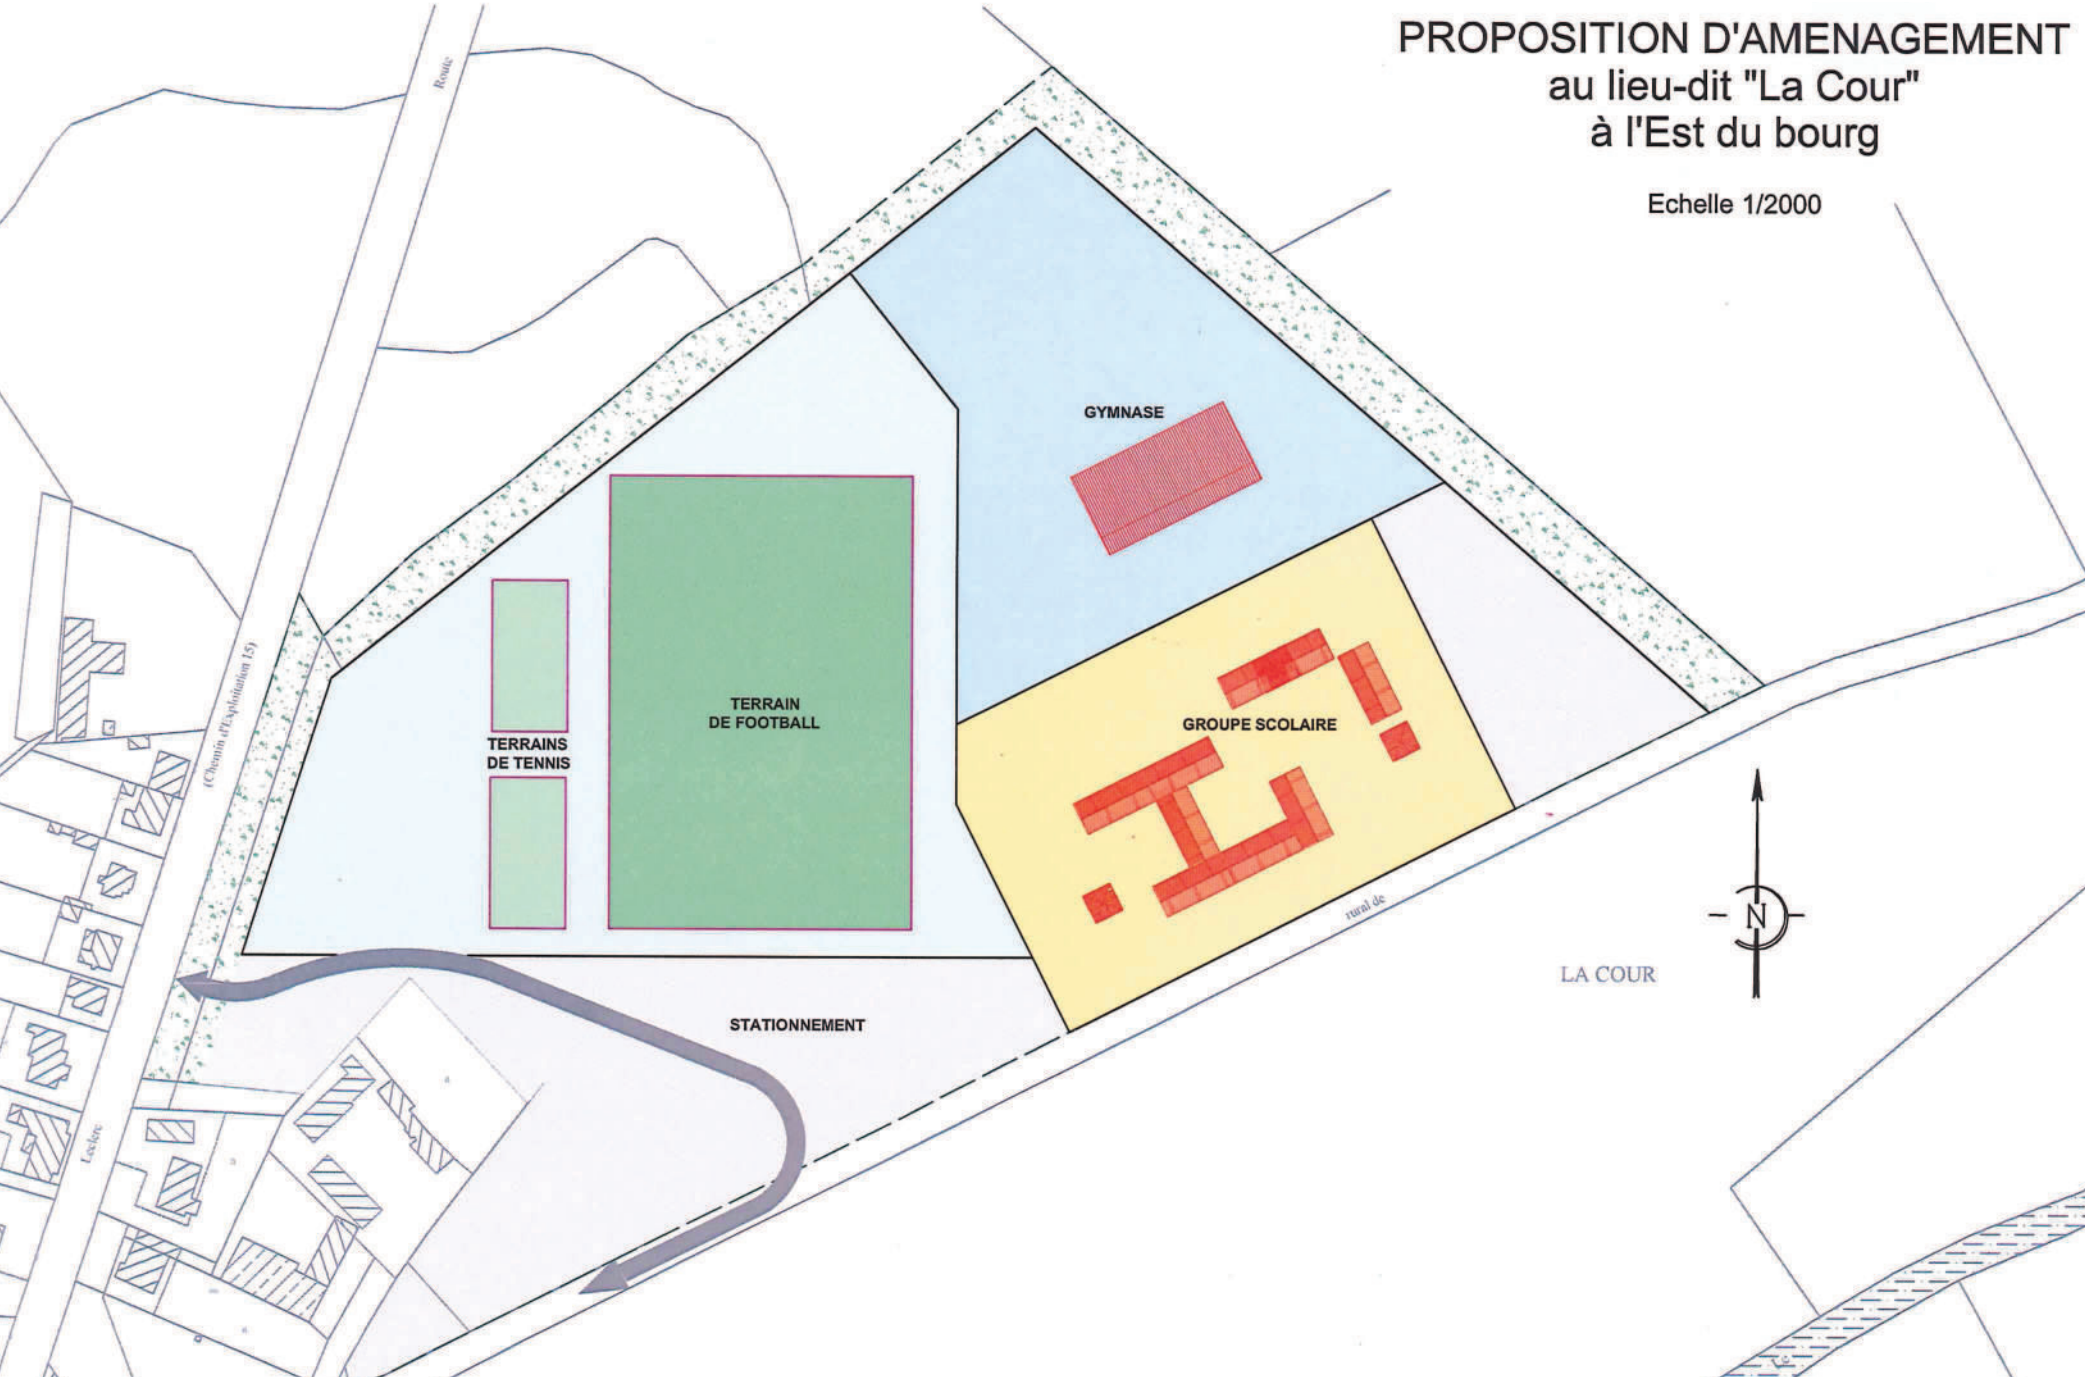 PROPOSITION D'AMENAGEMENT
au lieu-dit "La Cour"
à l'Est du bourg
Echelle 1/2000
Route
GYMNASE
(Chemin d'Exploitation 15)
TERRAIN
DE FOOTBALL
TERRAINS
DE TENNIS
GROUPE SCOLAIRE
rural de
N
LA COUR
STATIONNEMENT
Leclerc
Le